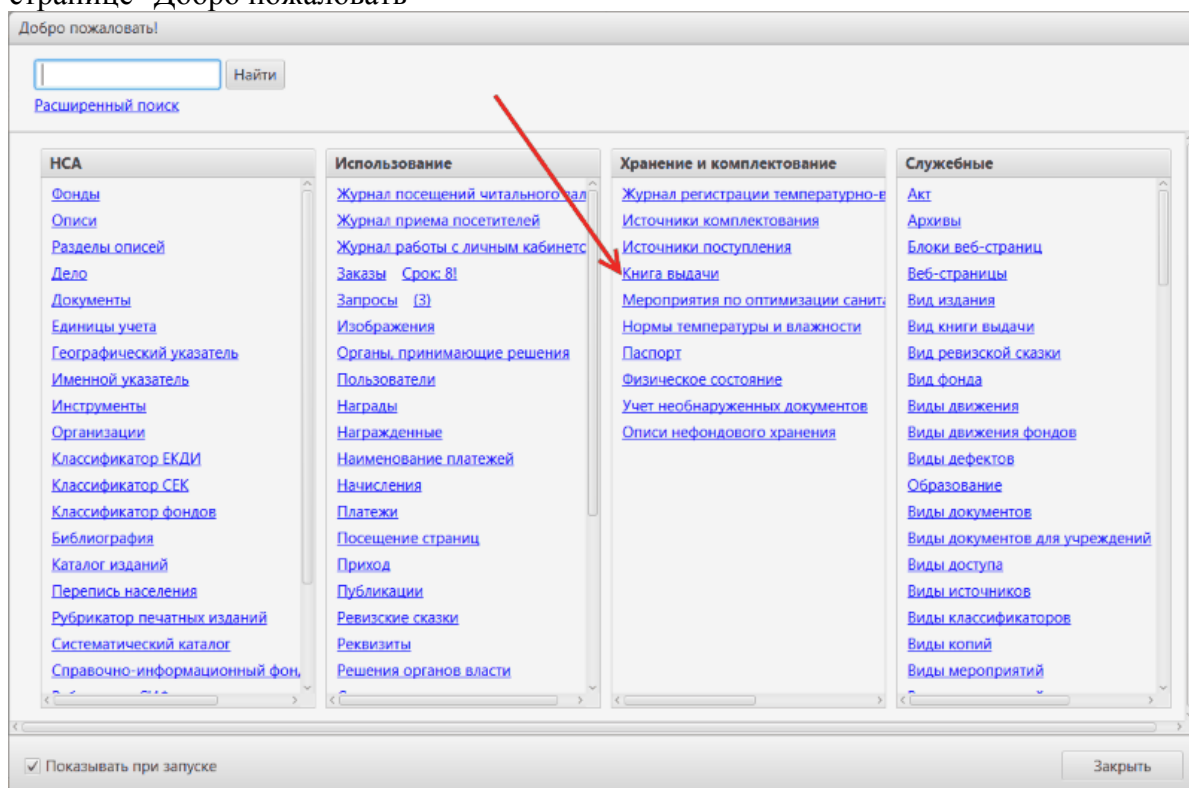 странице "Добро пожаловать"
Добро пожаловать!
Найти
Расширенный поиск
НСА
Фонды
Описи
Разделы описей
Дело
Документы
Единицы учета
Географический указатель
Именной указатель
Инструменты
Организации
Классификатор ЕКДИ
Классификатор СЕК
Классификатор фондов
Библиография
Каталог изданий
Перепись населения
Рубрикатор печатных изданий
Систематический каталог
Справочно-информационный фон
Использование
Журнал посещений читального зал
Журнал приема посетителей
Журнал работы с личным кабинетс
Заказы Срок: 8!
Запросы (3)
Изображения
Органы, принимающие решения
Пользователи
Награды
Награжденные
Наименование платежей
Начисления
Платежи
Посещение страниц
Приход
Публикации
Ревизские сказки
Реквизиты
Решения органов власти
Хранение и комплектование
Журнал регистрации температурно-в
Источники комплектования
Источники поступления
Книга выдачи
Мероприятия по оптимизации санита
Нормы температуры и влажности
Паспорт
Физическое состояние
Учет необнаруженных документов
Описи нефондового хранения
Служебные
Акт
Архивы
Блоки веб-страниц
Веб-страницы
Вид издания
Вид книги выдачи
Вид ревизской сказки
Вид фонда
Виды движения
Виды движения фондов
Виды дефектов
Образование
Виды документов
Виды документов для учреждений
Виды доступа
Виды источников
Виды классификаторов
Виды копий
Виды мероприятий
Показывать при запуске
Закрыть